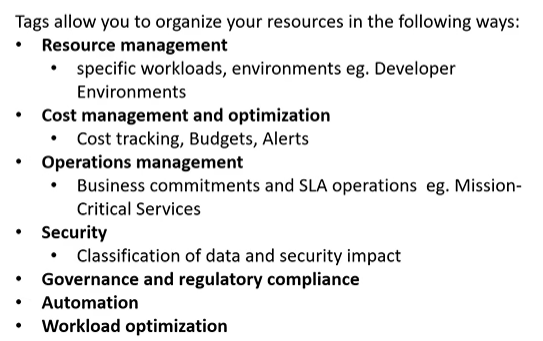 Tags allow you to organize your resources in the following ways:
• Resource management
• specific workloads, environments eg. Developer
Environments
• Cost management and optimization
• Cost tracking, Budgets, Alerts
• Operations management
• Business commitments and SLA operations  eg. Mission-
Critical Services
• Security
• Classification of data and security impact
• Governance and regulatory compliance
• Automation
• Workload optimization